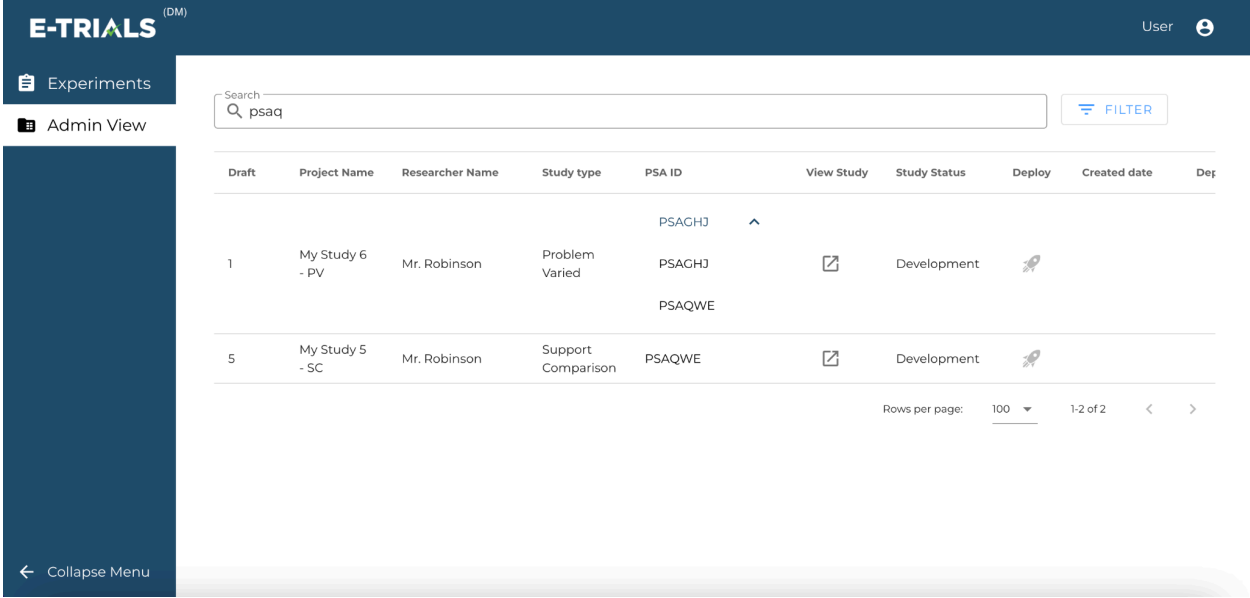 E-TRIALS (DM)
User
Experiments
Admin View
Search
psaq
FILTER
Draft Project Name Researcher Name Study type PSA ID View Study Study Status Deploy Created date Dep
PSAGHJ
1 My Study 6 - PV Mr. Robinson Problem Varied PSAGHJ Development
PSAQWE
5 My Study 5 - SC Mr. Robinson Support Comparison PSAQWE Development
Rows per page: 100 1-2 of 2
Collapse Menu